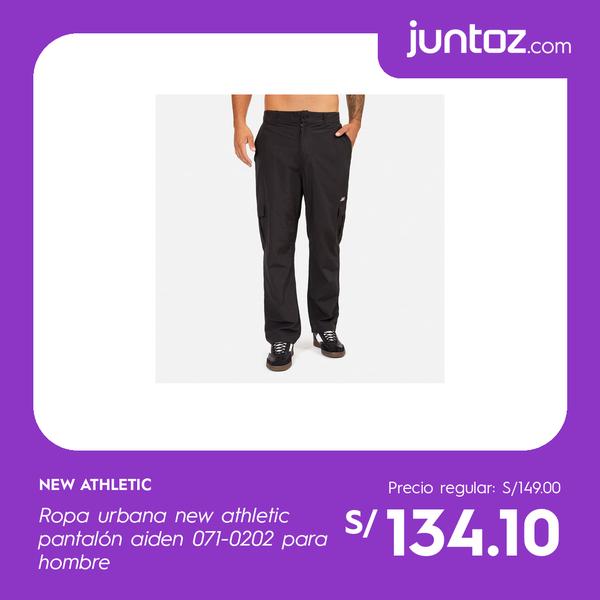 juntoz.com
NEW ATHLETIC
Ropa urbana new athletic
pantalón aiden 071-0202 para
hombre
Precio regular: S/149.00
S/134.10